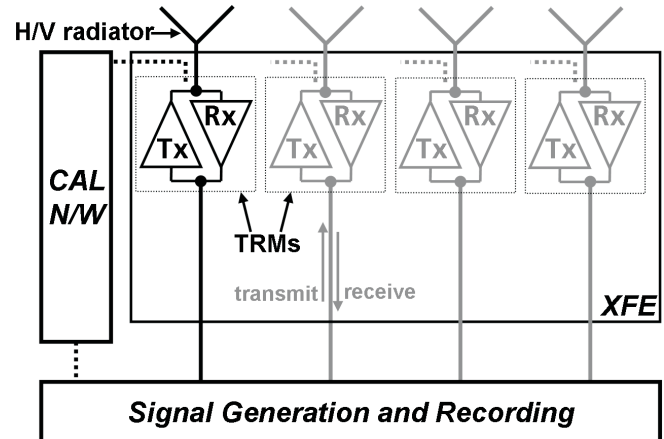 H/V radiator
Tx Rx
Tx Rx
Tx Rx
Tx Rx
CAL
N/W
TRMs
transmit receive
XFE
Signal Generation and Recording